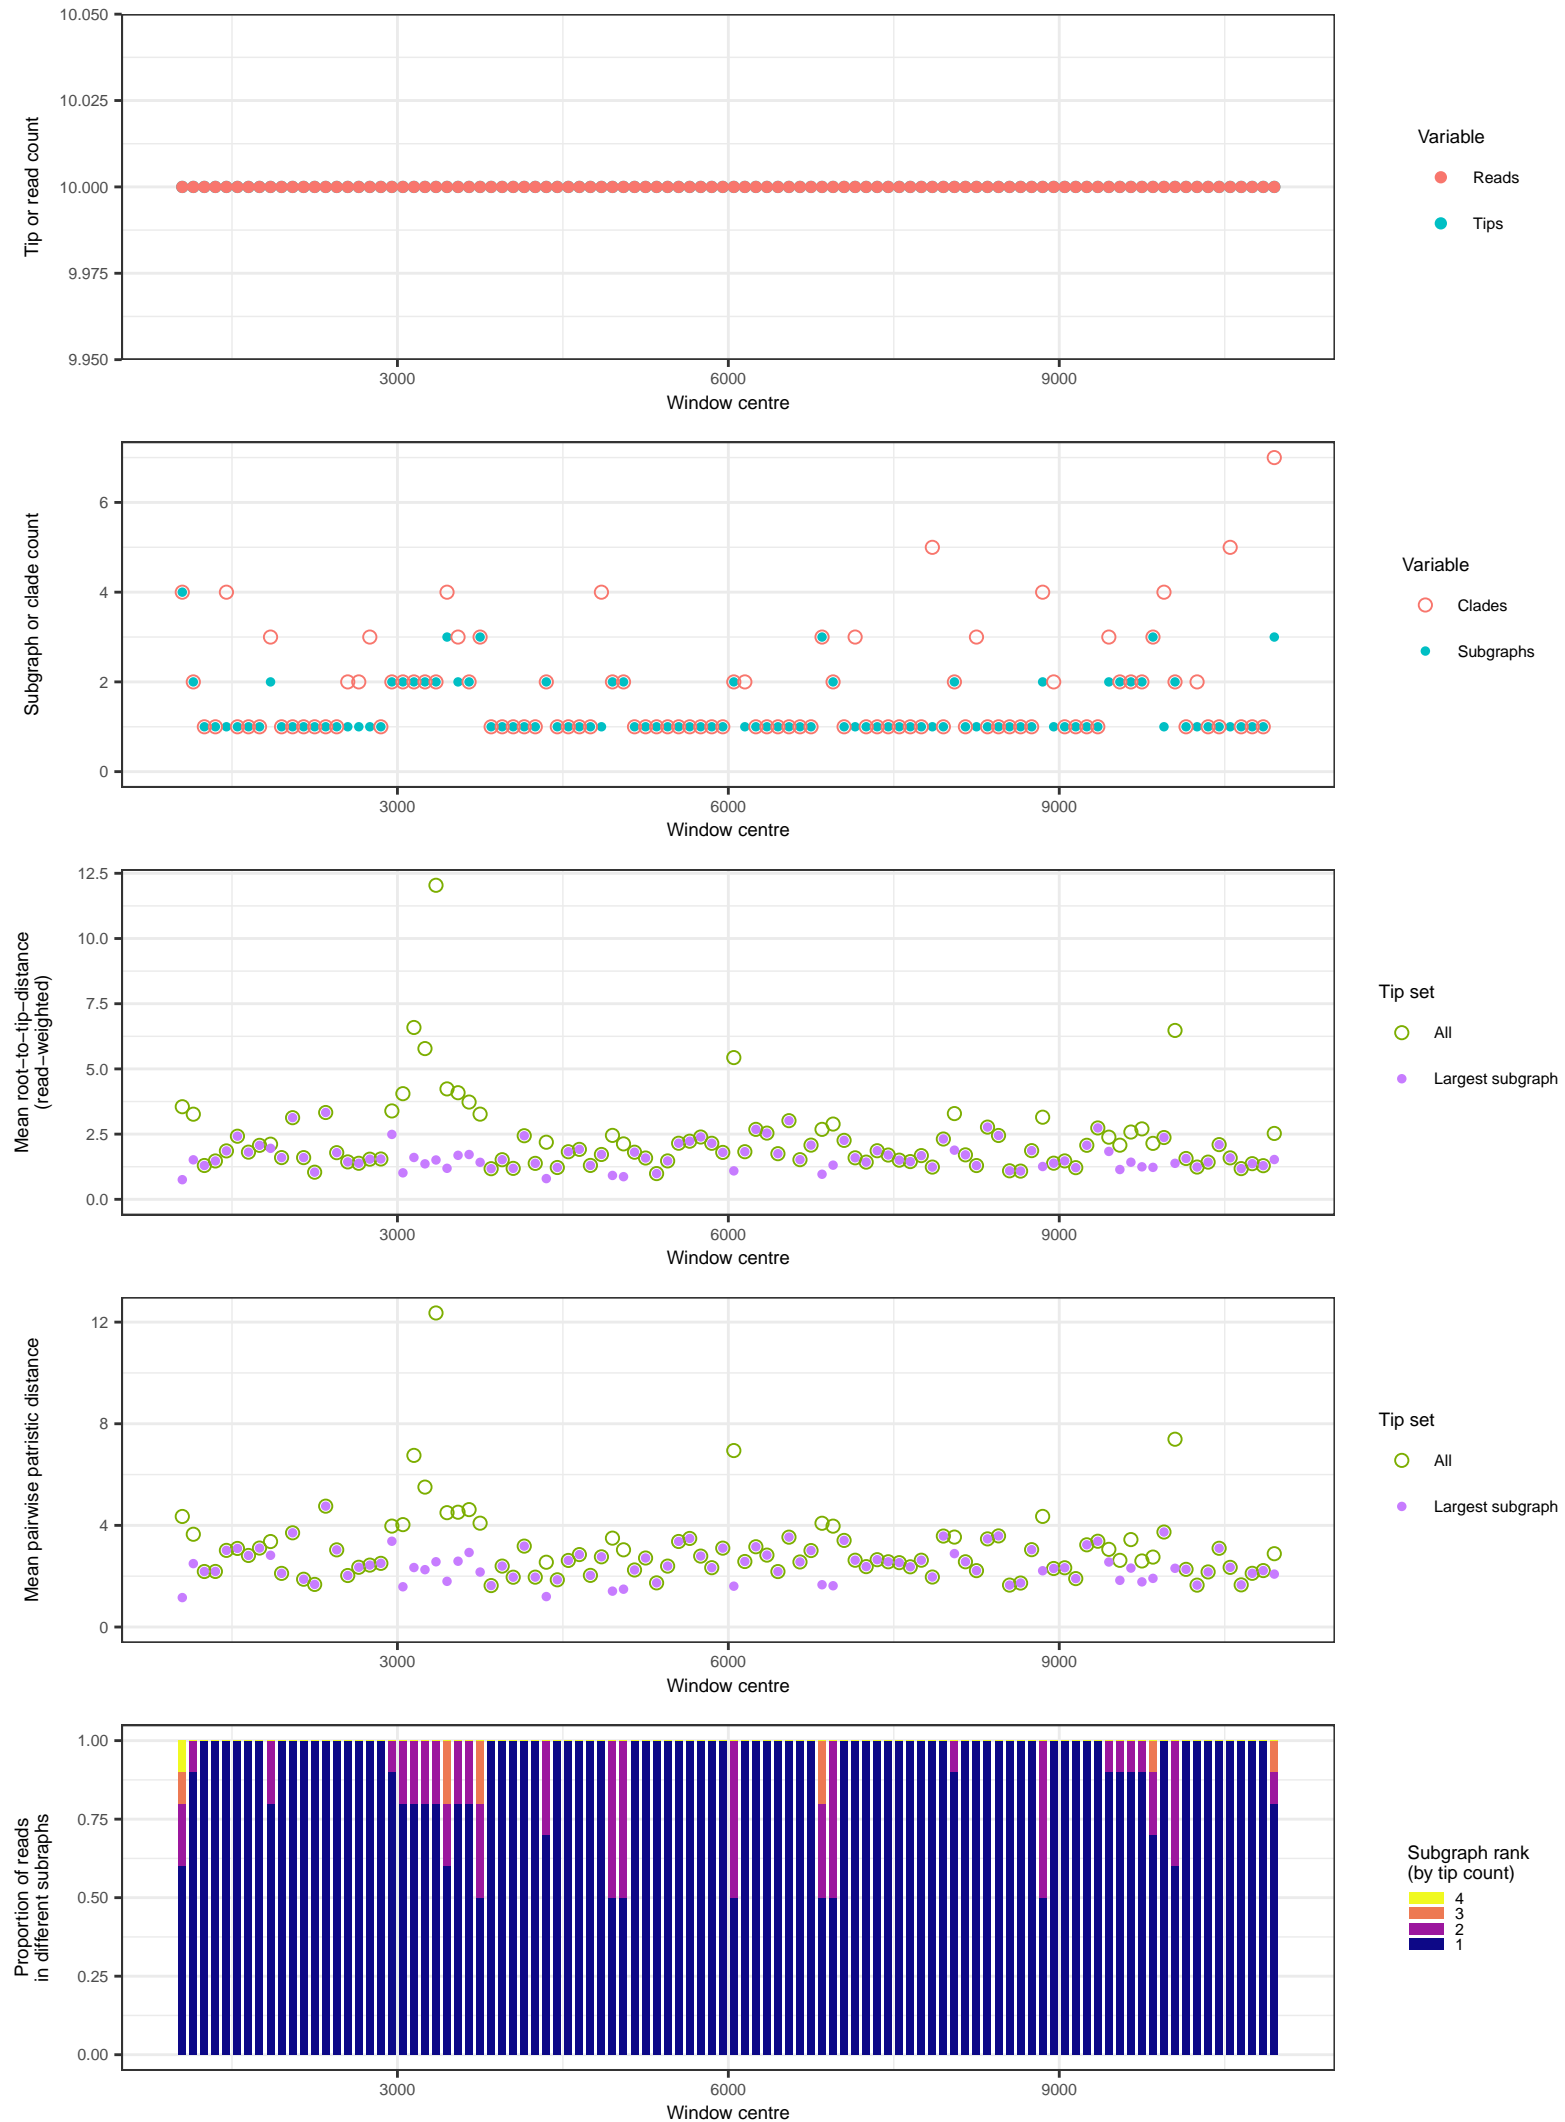 10.050
10.025
10.000
9.975
9.950
Tip or read count
3000
6000
9000
Window centre
Variable
Reads
Tips
6
4
2
0
Subgraph or clade count
3000
6000
9000
Window centre
Variable
Clades
Subgraphs
12.5
10.0
7.5
5.0
2.5
0.0
Mean root−to−tip−distance
(read−weighted)
3000
6000
9000
Window centre
Tip set
All
Largest subgraph
12
8
4
0
Mean pairwise patristic distance
3000
6000
9000
Window centre
Tip set
All
Largest subgraph
1.00
0.75
0.50
0.25
0.00
Proportion of reads
in different subraphs
3000
6000
9000
Window centre
Subgraph rank
(by tip count)
4
3
2
1